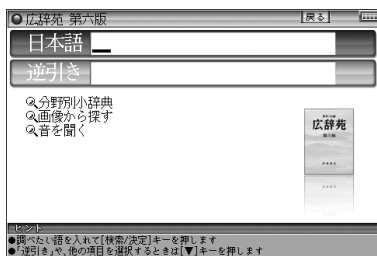 広辞苑 第六版
戻る
日本語
逆引き
分野別小辞典
画像から探す
音を聞く
広辞苑
ヒント
●調べたい語を入れて[検索/決定]キーを押します
●「逆引き」や、他の項目を選択するときは[▼]キーを押します